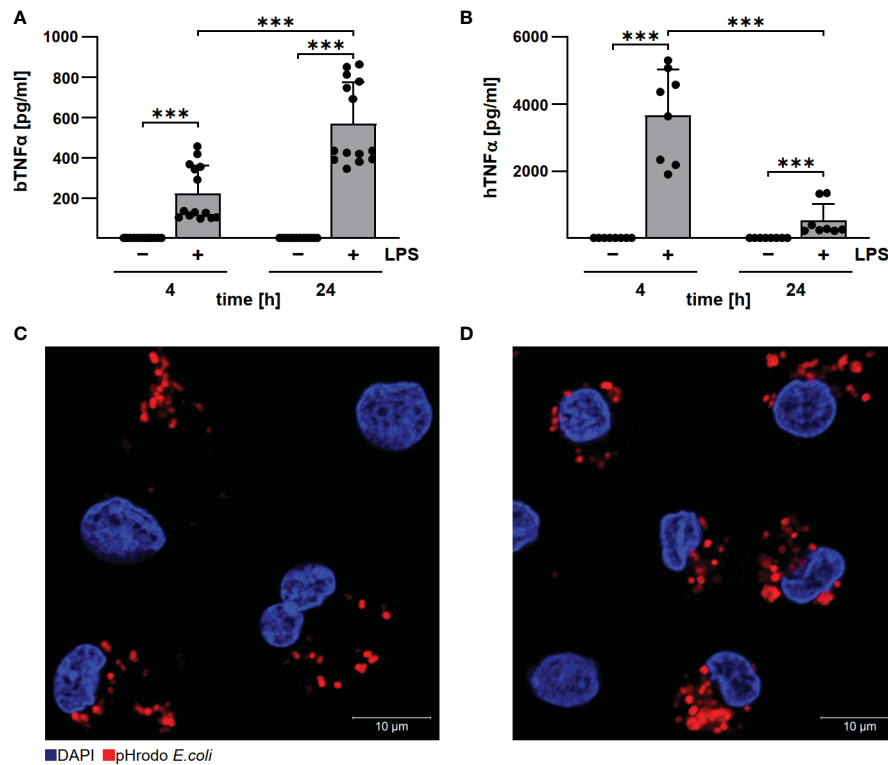 A
bTNFα [pg/ml]
1000
800
600
400
200
***
***
***
− + − + LPS
4 24
time [h]
B
hTNFα [pg/ml]
6000
4000
2000
***
***
***
− + − + LPS
4 24
time [h]
C
10 µm
D
10 µm
DAPI pHrodo E.coli